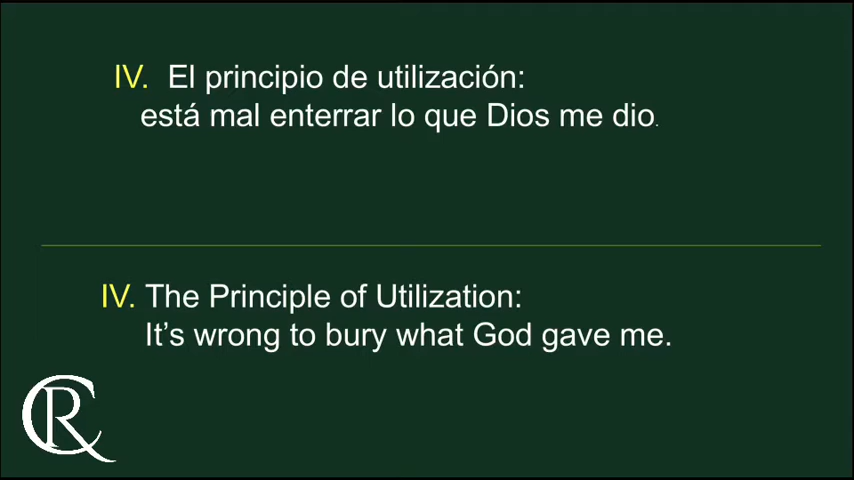 IV. El principio de utilización:
está mal enterrar lo que Dios me dio.
IV. The Principle of Utilization:
It’s wrong to bury what God gave me.
CR